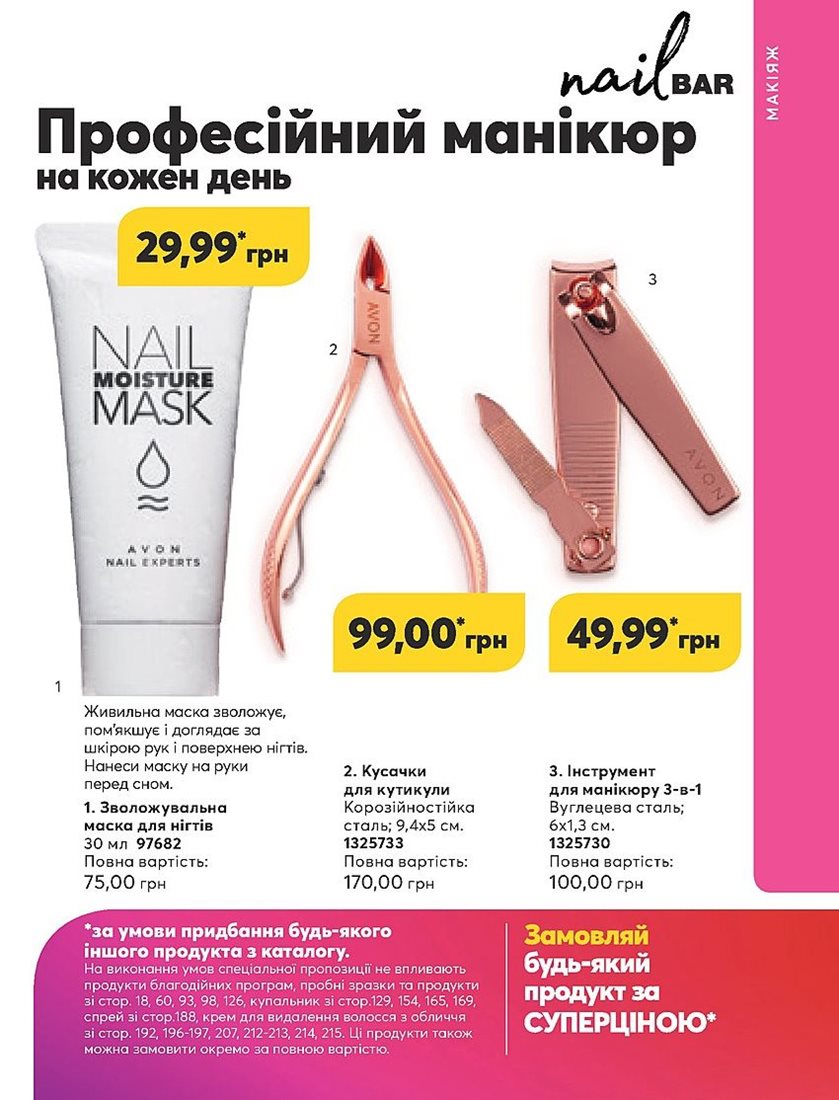 nail BAR
МАКІЯЖ
Професійний манікюр
на кожен день
29,99* грн
NAIL
MOISTURE
MASK
AVON
NAIL EXPERTS
1
2
AVON
3
AVON
99,00* грн
49,99* грн
Живильна маска зволожує,
пом'якшує і доглядає за
шкірою рук і поверхнею нігтів.
Нанеси маску на руки
перед сном.
1. Зволожувальна
маска для нігтів
30 мл 97682
Повна вартість:
75,00 грн
2. Кусачки
для кутикули
Корозійностійка
сталь; 9,4х5 см.
1325733
Повна вартість:
170,00 грн
3. Інструмент
для манікюру 3-в-1
Вуглецева сталь;
6х1,3 см.
1325730
Повна вартість:
100,00 грн
*за умови придбання будь-якого
іншого продукта з каталогу.
На виконання умов спеціальної пропозиції не впливають
продукти благодійних програм, пробні зразки та продукти
зі стор. 18, 60, 93, 98, 126, купальник зі стор.129, 154, 165, 169,
спрей зі стор.188, крем для видалення волосся з обличчя
зі стор. 192, 196-197, 207, 212-213, 214, 215. Ці продукти також
можна замовити окремо за повною вартістю.
Замовляй
будь-який
продукт за
СУПЕРЦІНОЮ*